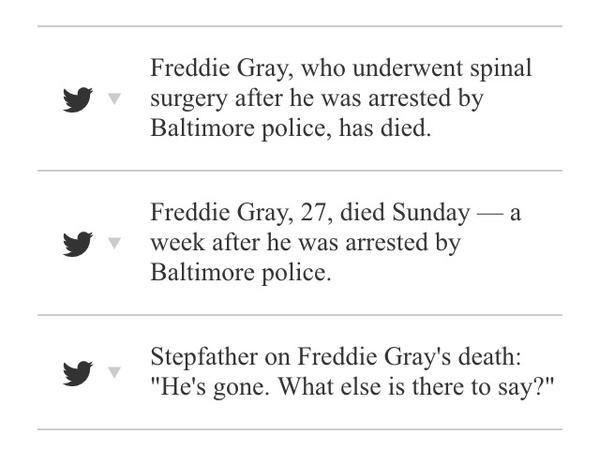 Freddie Gray, who underwent spinal
surgery after he was arrested by
Baltimore police, has died.
Freddie Gray, 27, died Sunday — a
week after he was arrested by
Baltimore police.
Stepfather on Freddie Gray's death:
"He's gone. What else is there to say?"